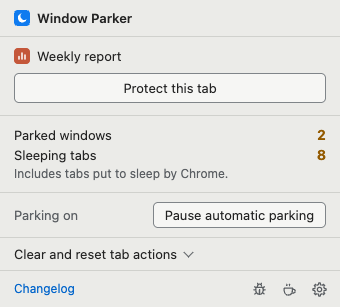 Window Parker
Weekly report
Protect this tab
Parked windows 2
Sleeping tabs 8
Includes tabs put to sleep by Chrome.
Parking on Pause automatic parking
Clear and reset tab actions
Changelog